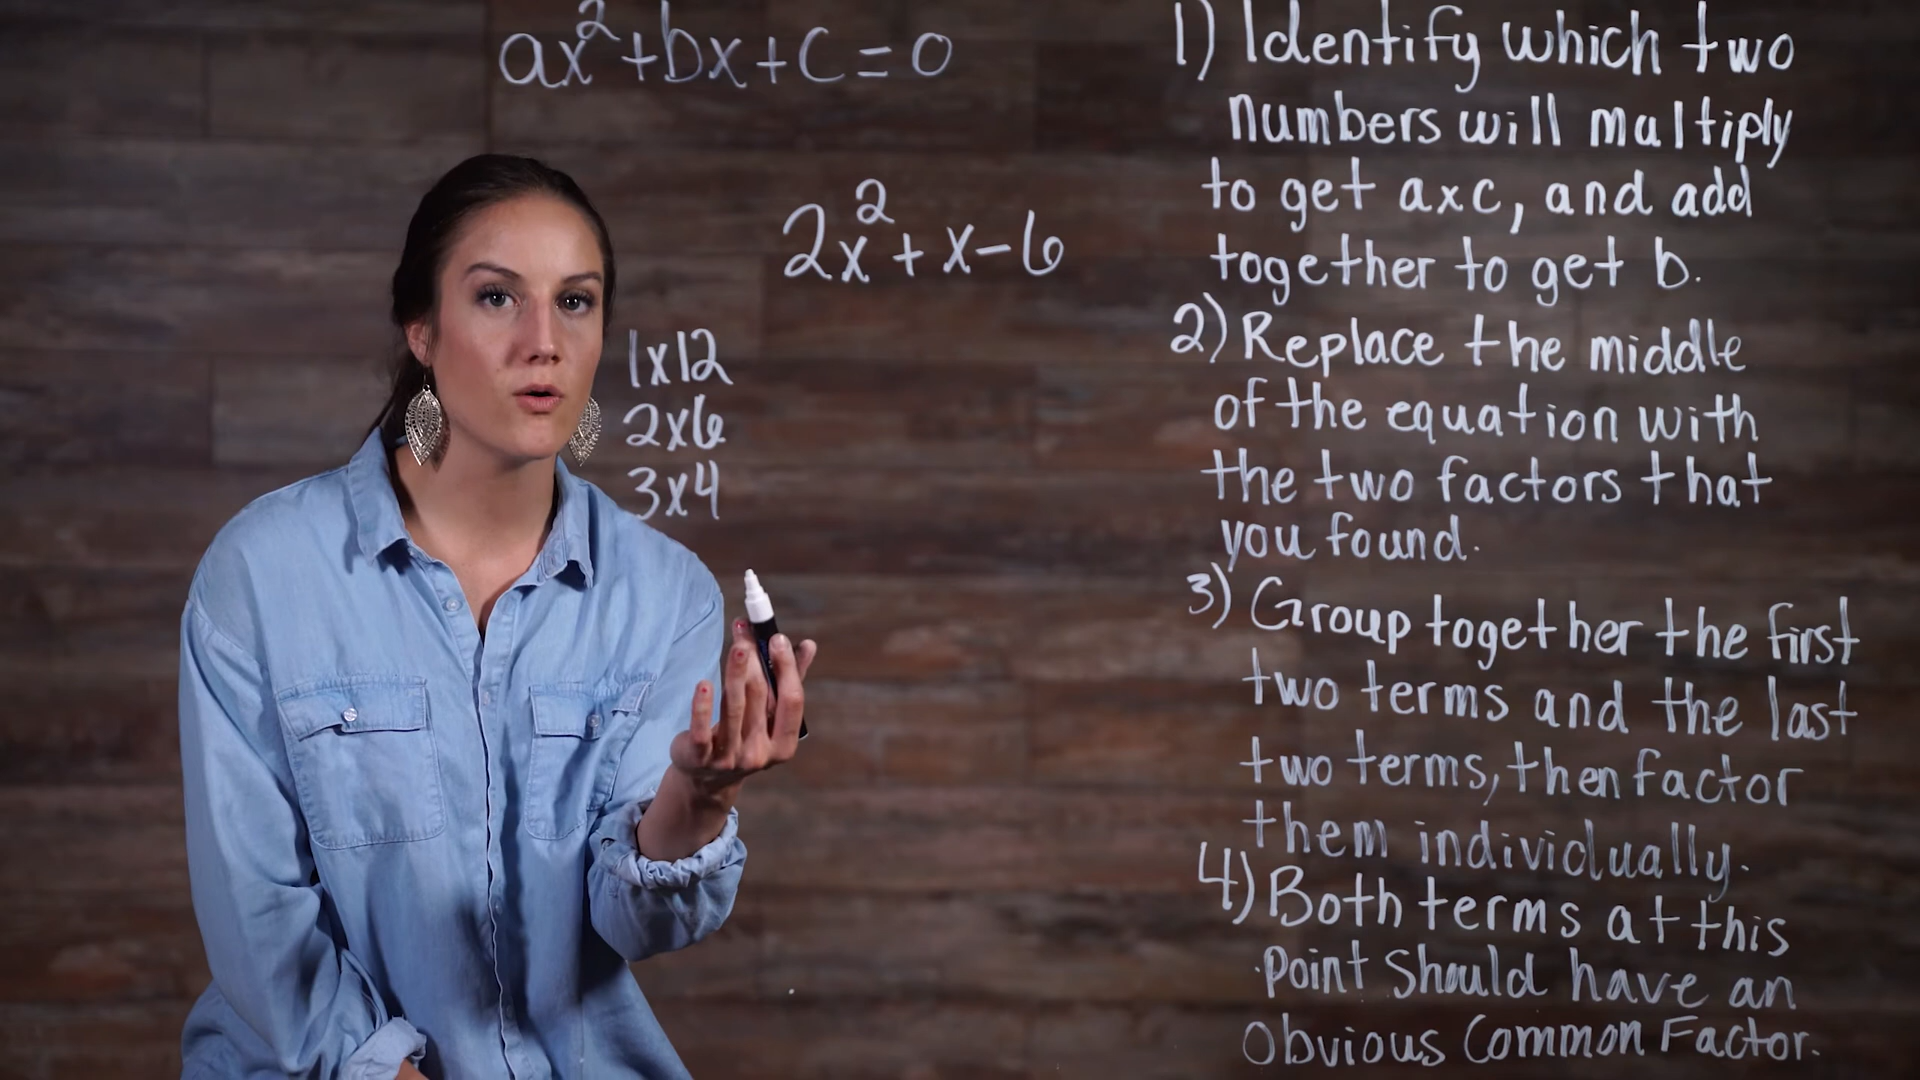 ax²+bx+c=0
2x²+x-6
1x12
2x6
3x4
1) Identify which two
numbers will multiply
to get axc, and add
together to get b.
2) Replace the middle
of the equation with
the two factors that
you found.
3) Group together the first
two terms and the last
two terms, then factor
them individually.
4) Both terms at this
point should have an
obvious common factor.